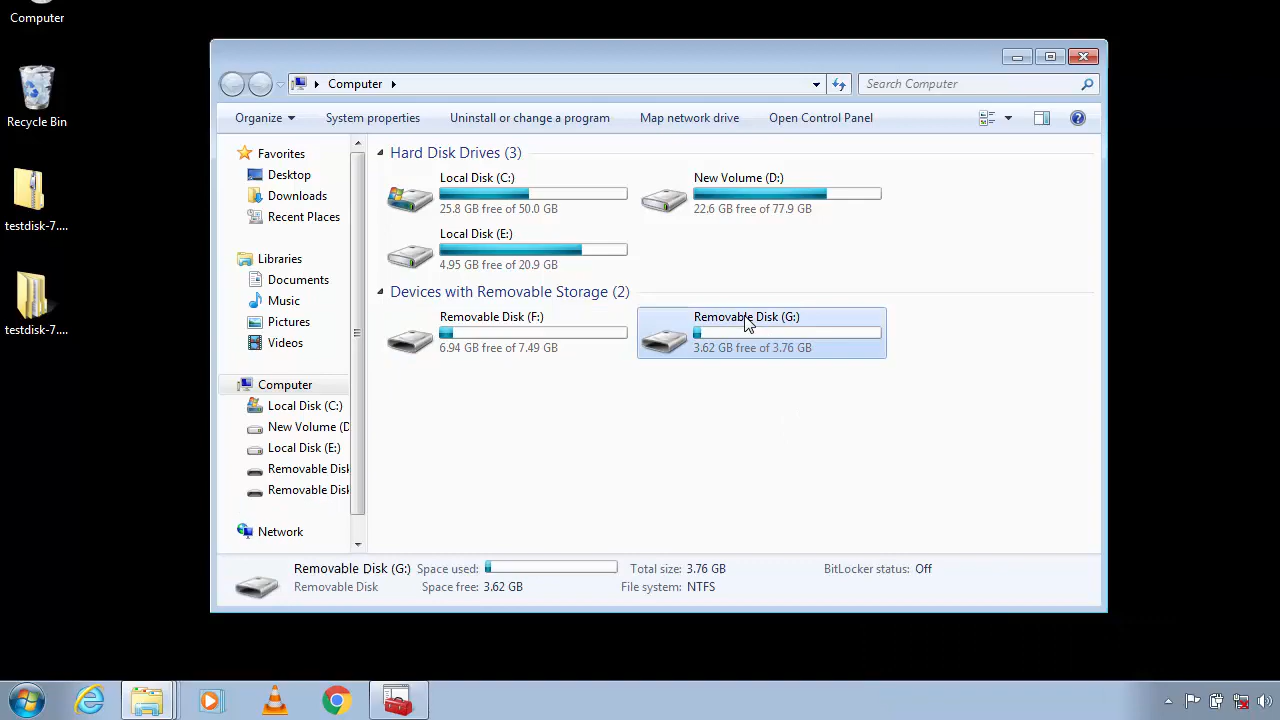 Computer
Recycle Bin
testdisk-7....
testdisk-7....
Computer
Search Computer
Organize
System properties
Uninstall or change a program
Map network drive
Open Control Panel
Favorites
Desktop
Downloads
Recent Places
Libraries
Documents
Music
Pictures
Videos
Computer
Local Disk (C:)
New Volume (D
Local Disk (E:)
Removable Disk
Removable Disk
Network
Hard Disk Drives (3)
Local Disk (C:)
25.8 GB free of 50.0 GB
New Volume (D:)
22.6 GB free of 77.9 GB
Local Disk (E:)
4.95 GB free of 20.9 GB
Devices with Removable Storage (2)
Removable Disk (F:)
6.94 GB free of 7.49 GB
Removable Disk (G:)
3.62 GB free of 3.76 GB
Removable Disk (G:) Space used: Total size: 3.76 GB BitLocker status: Off
Removable Disk Space free: 3.62 GB File system: NTFS